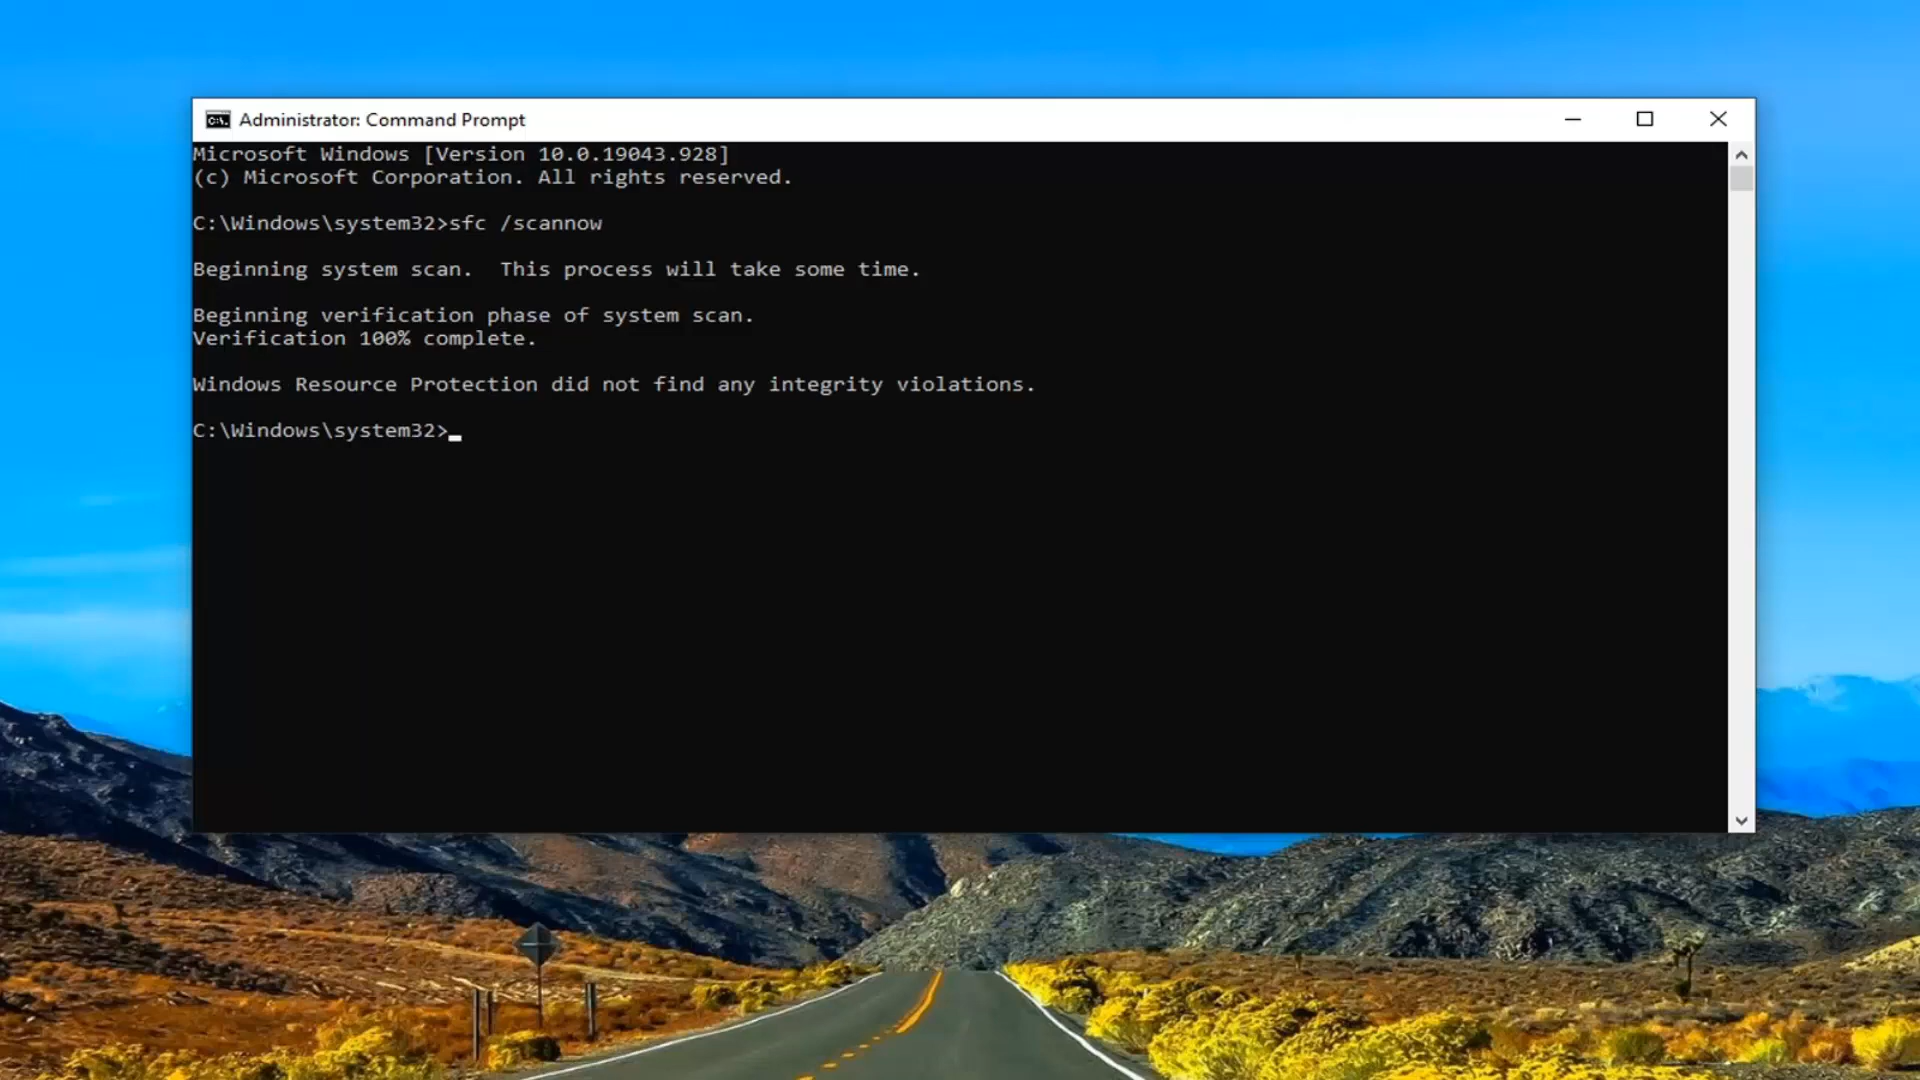 Administrator: Command Prompt
Microsoft Windows [Version 10.0.19043.928]
(c) Microsoft Corporation. All rights reserved.
C:\Windows\system32>sfc /scannow
Beginning system scan.  This process will take some time.
Beginning verification phase of system scan.
Verification 100% complete.
Windows Resource Protection did not find any integrity violations.
C:\Windows\system32>